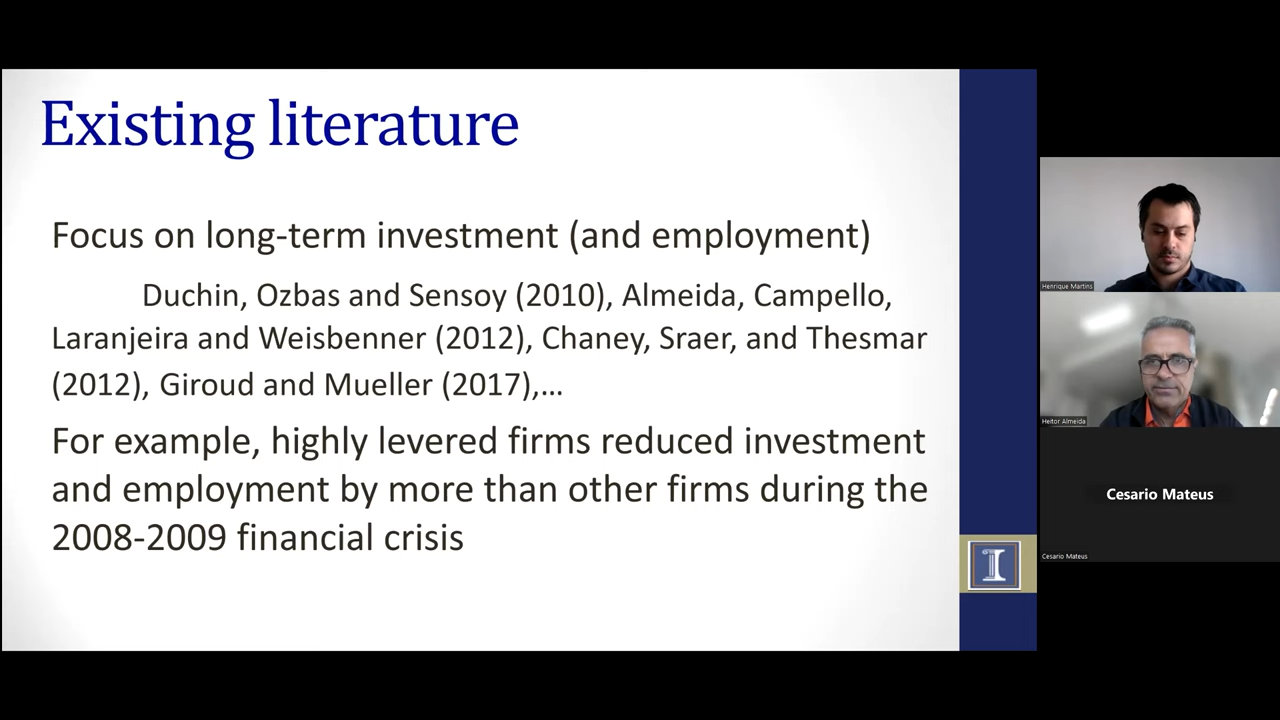 Existing literature
Focus on long-term investment (and employment)
Duchin, Ozbas and Sensoy (2010), Almeida, Campello,
Laranjeira and Weisbenner (2012), Chaney, Sraer, and Thesmar
(2012), Giroud and Mueller (2017),...
For example, highly levered firms reduced investment
and employment by more than other firms during the
2008-2009 financial crisis
I
Henrique Martins
Heitor Almeida
Cesario Mateus
Cesario Mateus